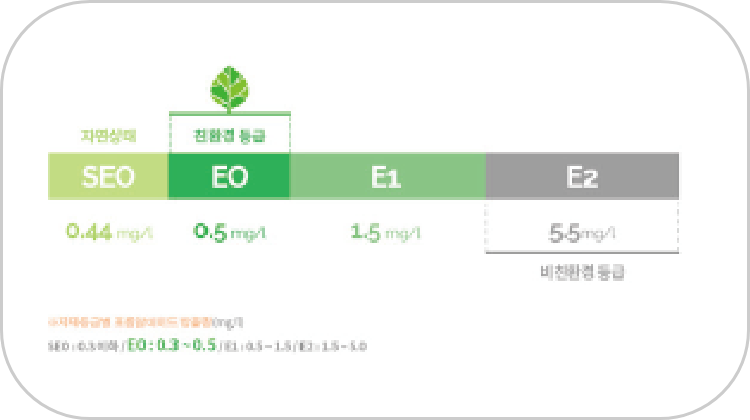 자연상태 친환경 등급
SEO EO E1 E2
0.44 mg/l 0.5 mg/l 1.5 mg/l 5.5mg/l
비친환경 등급
※자재등급별 포름알데히드 방출량(mg/l)
SEO : 0.3 이하 / EO : 0.3 ~ 0.5 / E1 : 0.5 ~ 1.5 / E2 : 1.5 ~ 5.0